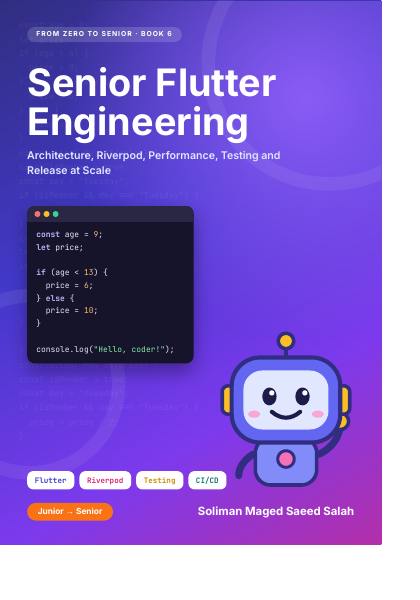 FROM ZERO TO SENIOR · BOOK 6
Senior Flutter
Engineering
Architecture, Riverpod, Performance, Testing and
Release at Scale
const age = 9;
let price;
if (age < 13) {
price = 6;
} else {
price = 10;
}
console.log("Hello, coder!");
Flutter
Riverpod
Testing
CI/CD
Junior → Senior
Soliman Maged Saeed Salah